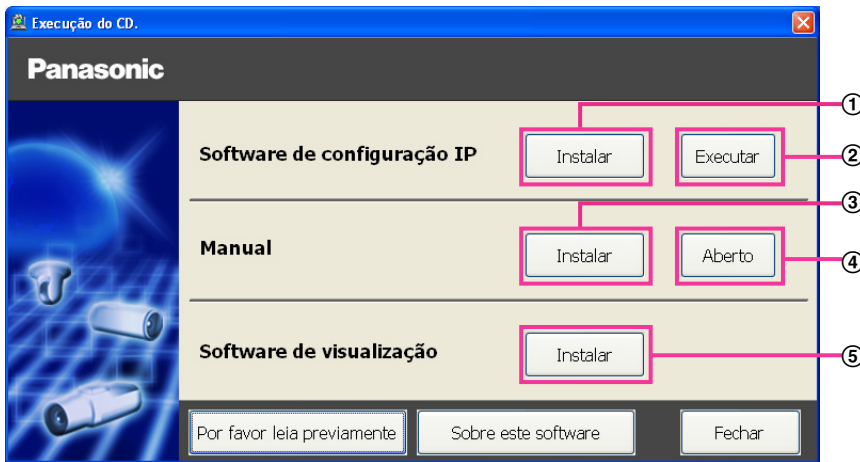 Execução do CD.
Panasonic
①
Software de configuração IP Instalar Executar ②
③
Manual Instalar Aberto ④
Software de visualização Instalar ⑤
Por favor leia previamente Sobre este software Fechar